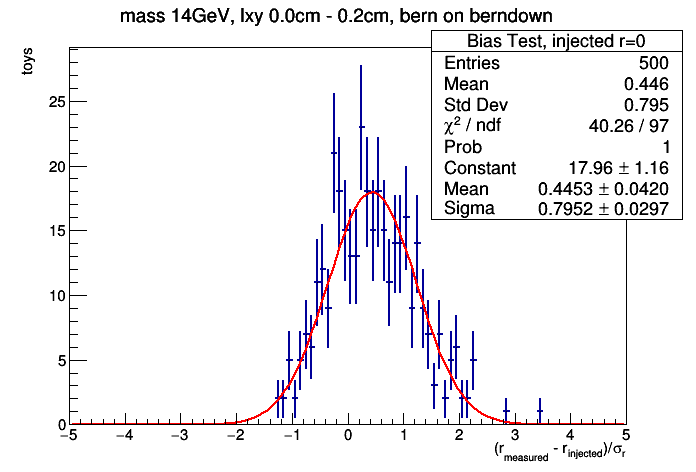 mass 14GeV, lxy 0.0cm - 0.2cm, bern on berndown
Bias Test, injected r=0
Entries 500
Mean 0.446
Std Dev 0.795
χ² / ndf 40.26 / 97
Prob 1
Constant 17.96 ± 1.16
Mean 0.4453 ± 0.0420
Sigma 0.7952 ± 0.0297
toys
25
20
15
10
5
0
−5 −4 −3 −2 −1 0 1 2 3 4 5
(r_measured - r_injected)/σ_r